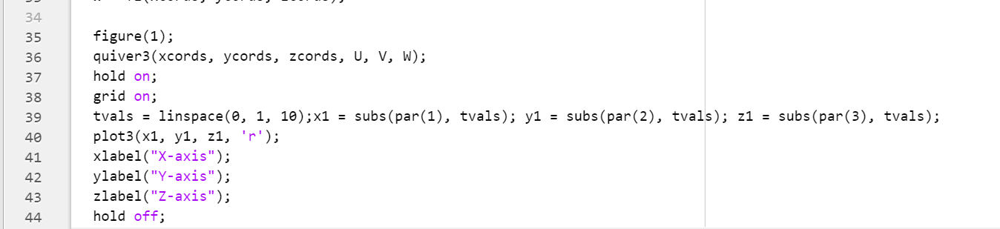 34
35 figure(1);
36 quiver3(xcords, ycords, zcords, U, V, W);
37 hold on;
38 grid on;
39 tvals = linspace(0, 1, 10);x1 = subs(par(1), tvals); y1 = subs(par(2), tvals); z1 = subs(par(3), tvals);
40 plot3(x1, y1, z1, 'r');
41 xlabel("X-axis");
42 ylabel("Y-axis");
43 zlabel("Z-axis");
44 hold off;